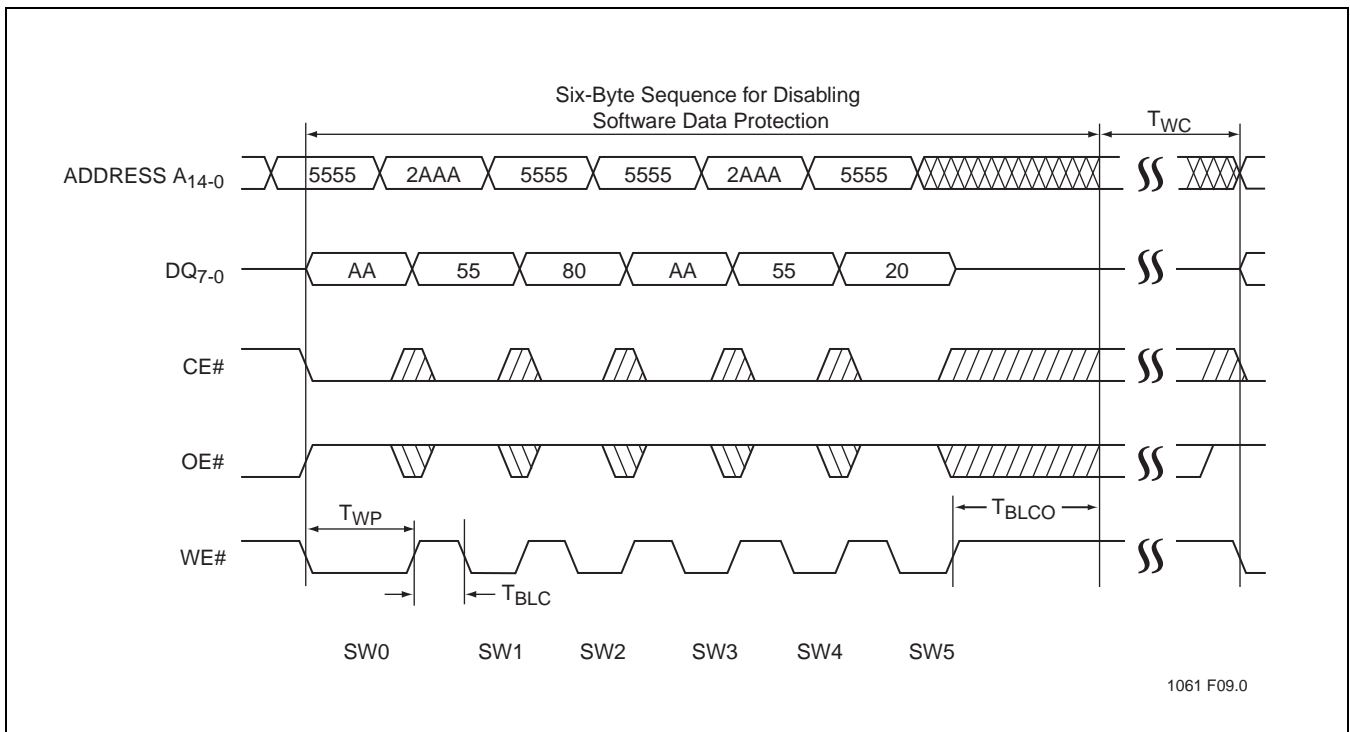 Six-Byte Sequence for Disabling
Software Data Protection
TWC
ADDRESS A14-0
5555 2AAA 5555 5555 2AAA 5555
DQ7-0
AA 55 80 AA 55 20
CE#
OE#
TWP
TBLCO
WE#
TBLC
SW0 SW1 SW2 SW3 SW4 SW5
1061 F09.0